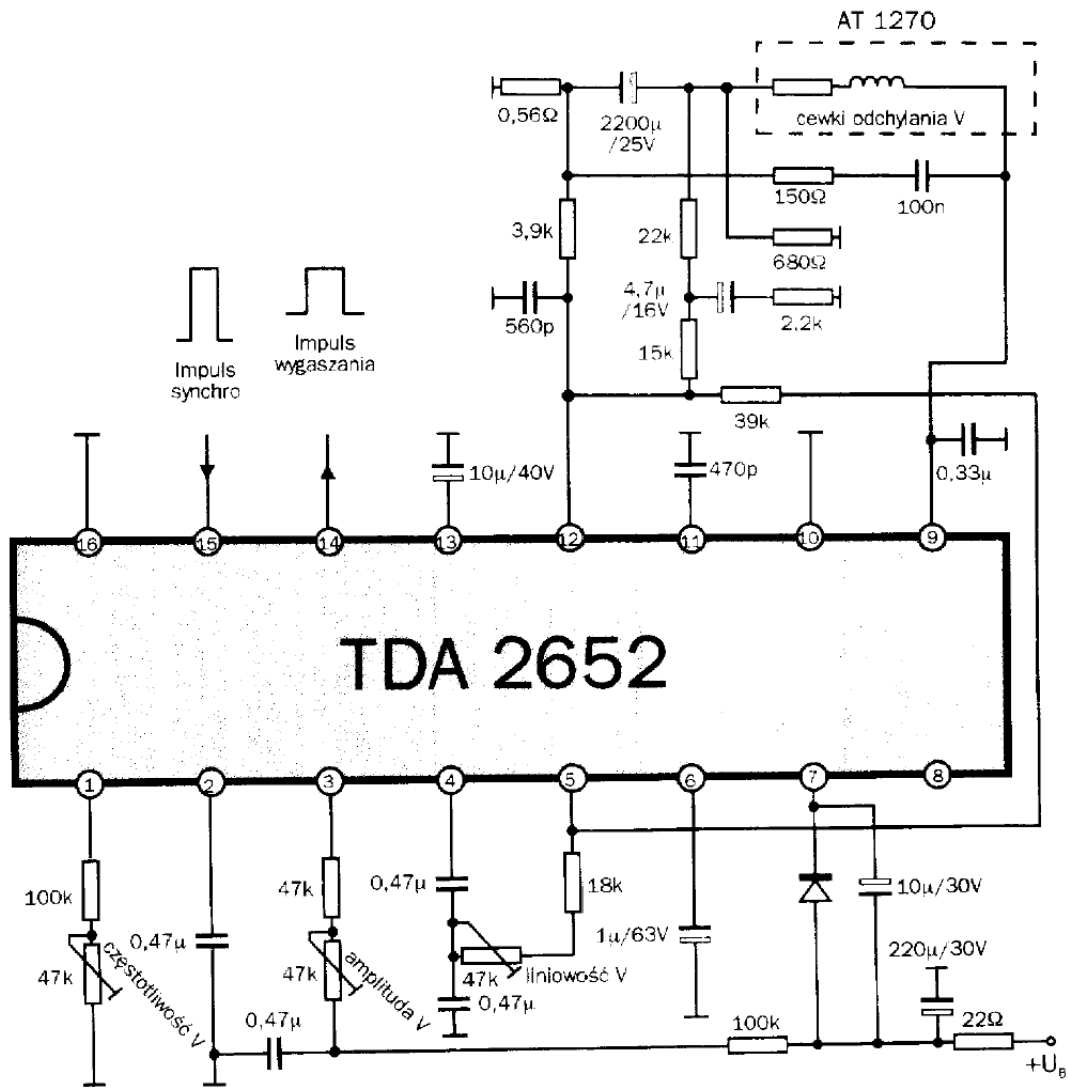 AT 1270
0,56Ω
2200µ
/25V
cewki odchylania V
150Ω
100n
3,9k
22k
680Ω
4,7µ
/16V
2,2k
560p
15k
Impuls
synchro
Impuls
wygaszania
39k
10µ/40V
470p
0,33µ
16
15
14
13
12
11
10
9
TDA 2652
1
2
3
4
5
6
7
8
100k
47k
częstotliwość V
0,47µ
47k
47k
amplituda V
0,47µ
0,47µ
47k
liniowość V
0,47µ
18k
1µ/63V
10µ/30V
220µ/30V
100k
22Ω
+UB